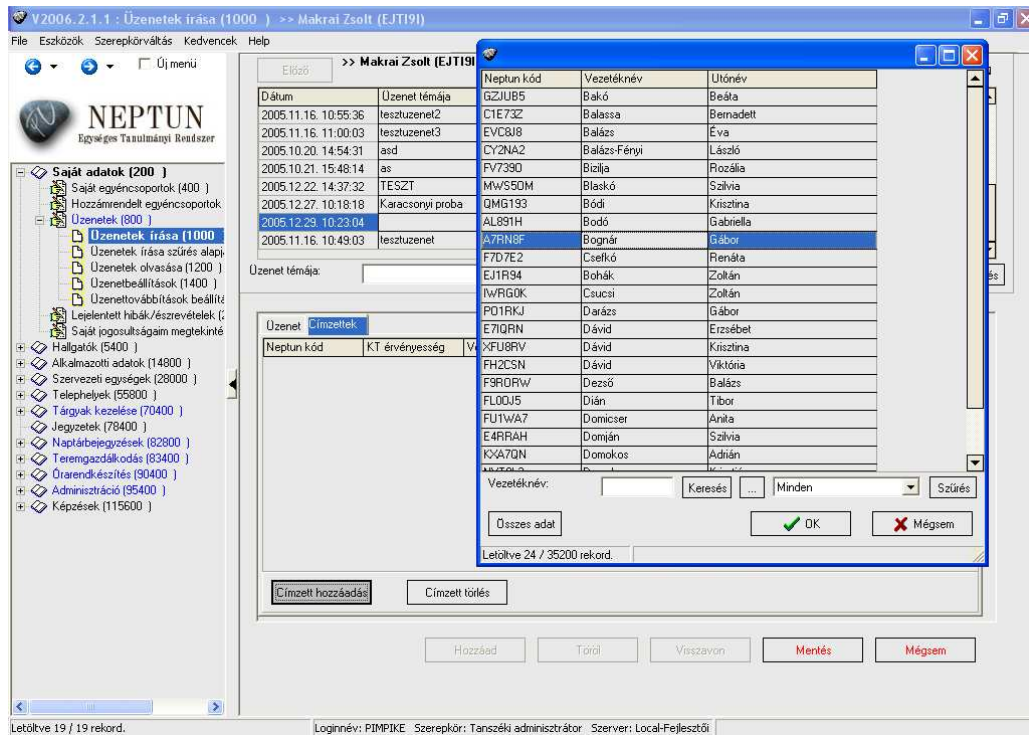 V2006.2.1.1 : Üzenetek írása (1000 ) >> Makrai Zsolt (EJTI9I)
File Eszközök Szerepkörváltás Kedvencek Help
Új menü
NEPTUN
Egységes Tanulmányi Rendszer
Saját adatok (200 )
Saját egyéncsoportok (400 )
Hozzámrendelt egyéncsoportok
Üzenetek (800 )
Üzenetek írása (1000
Üzenetek írása szűrés alapj
Üzenetek olvasása (1200 )
Üzenetbeállítások (1400 )
Üzenettovábbítások beállítá
Lejelentett hibák/észrevételek (2
Saját jogosultságaim megtekinté
Hallgatók (5400 )
Alkalmazotti adatok (14800 )
Szervezeti egységek (28000 )
Telephelyek (55800 )
Tárgyak kezelése (70400 )
Jegyzetek (78400 )
Naptárbejegyzések (82800 )
Teremgazdálkodás (83400 )
Órarendkészítés (90400 )
Adminisztráció (95400 )
Képzések (115600 )
Előző >> Makrai Zsolt (EJTI9I
Dátum Üzenet témája
2005.11.16. 10:55:36 tesztuzenet2
2005.11.16. 11:00:03 tesztuzenet3
2005.10.20. 14:54:31 asd
2005.10.21. 15:48:14 as
2005.12.22. 14:37:32 TESZT
2005.12.27. 10:18:18 Karacsonyi proba
2005.12.29. 10:23:04
2005.11.16. 10:49:03 tesztuzenet
Üzenet témája: és
Üzenet Címzettek
Neptun kód KT érvényesség Ve
Címzett hozzáadás Címzett törlés
Hozzáad Töröl Visszavon Mentés Mégsem
Neptun kód Vezetéknév Utónév
GZJUB5 Bakó Beáta
C1E73Z Balassa Bernadett
EVC8J8 Balázs Éva
CY2NA2 Balázs-Fényi László
FV739O Bizilja Rozália
MWS5OM Blaskó Szilvia
QMG193 Bódi Krisztina
AL891H Bodó Gabriella
A7RN8F Bognár Gábor
F7D7E2 Csefkó Renáta
EJ1R94 Bohák Zoltán
IWRG0K Csucsi Zoltán
PO1RKJ Darázs Gábor
E7IQRN Dávid Erzsébet
XFU8RV Dávid Krisztina
FH2CSN Dávid Viktória
F9RORW Dezső Balázs
FL00J5 Dián Tibor
FU1WA7 Domicser Anita
E4RRAH Domján Szilvia
KXA7QN Domokos Adrián
Vezetéknév: Keresés ... Minden Szűrés
Összes adat OK Mégsem
Letöltve 24 / 35200 rekord.
Letöltve 19 / 19 rekord. Loginnév: PIMPIKE Szerepkör: Tanszéki adminisztrátor Szerver: Local-Fejlesztői